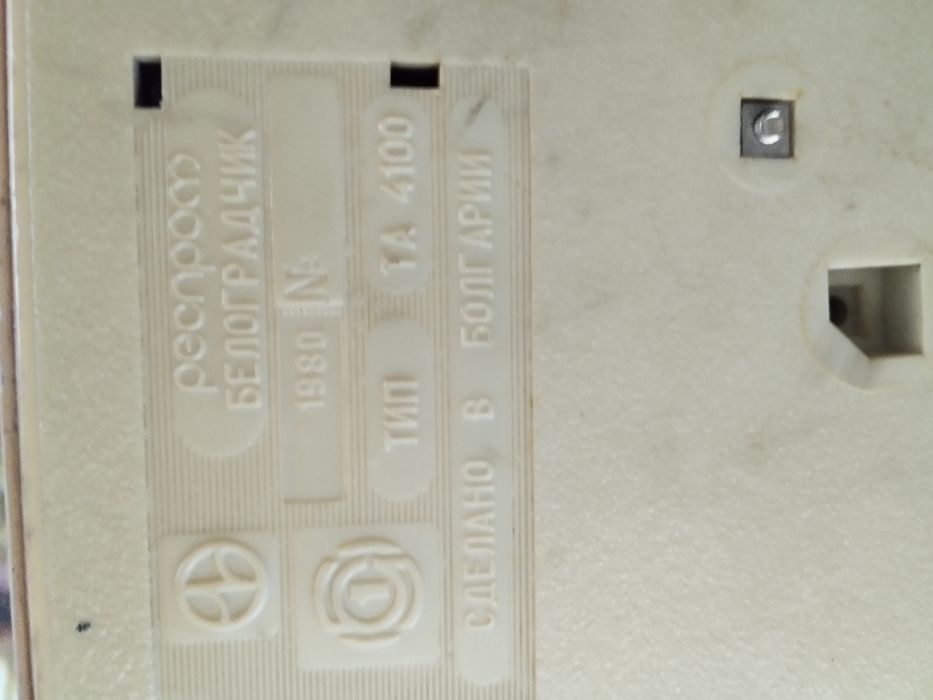 респром
БЕЛОГРАДЧИК
1980 №
ТИП ТА 4100
СДЕЛАНО В БОЛГАРИИ